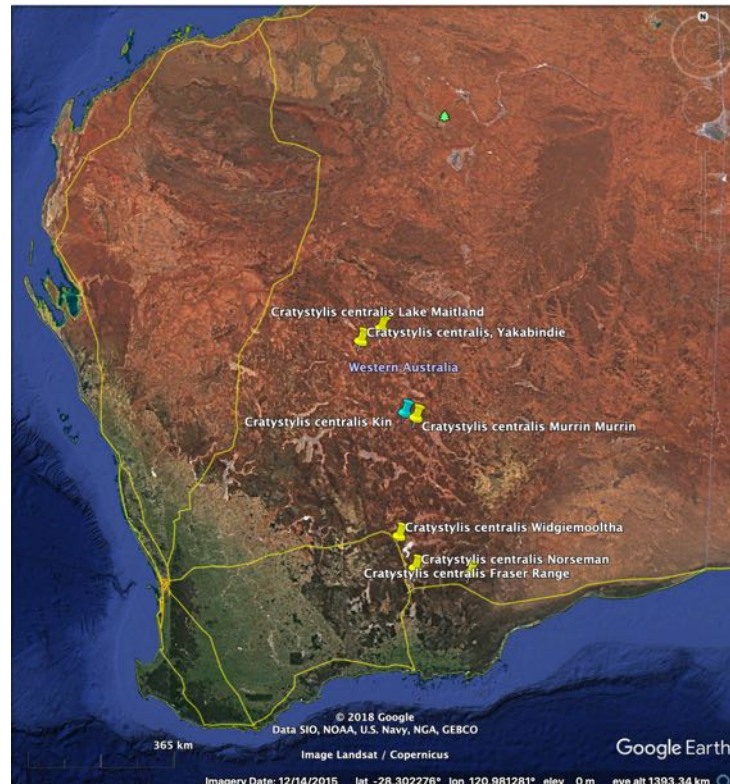 N
Cratystylis centralis Lake Maitland
Cratystylis centralis, Yakabindie
Western Australia
Cratystylis centralis Kin
Cratystylis centralis Murrin Murrin
Cratystylis centralis Widgiemooltha
Cratystylis centralis Norseman
Cratystylis centralis Fraser Range
© 2018 Google
Data SIO, NOAA, U.S. Navy, NGA, GEBCO
365 km
Image Landsat / Copernicus
Google Earth
Imagery Date: 12/14/2015 lat -28.302276° lon 120.981281° elev 0 m eye alt 1393.34 km